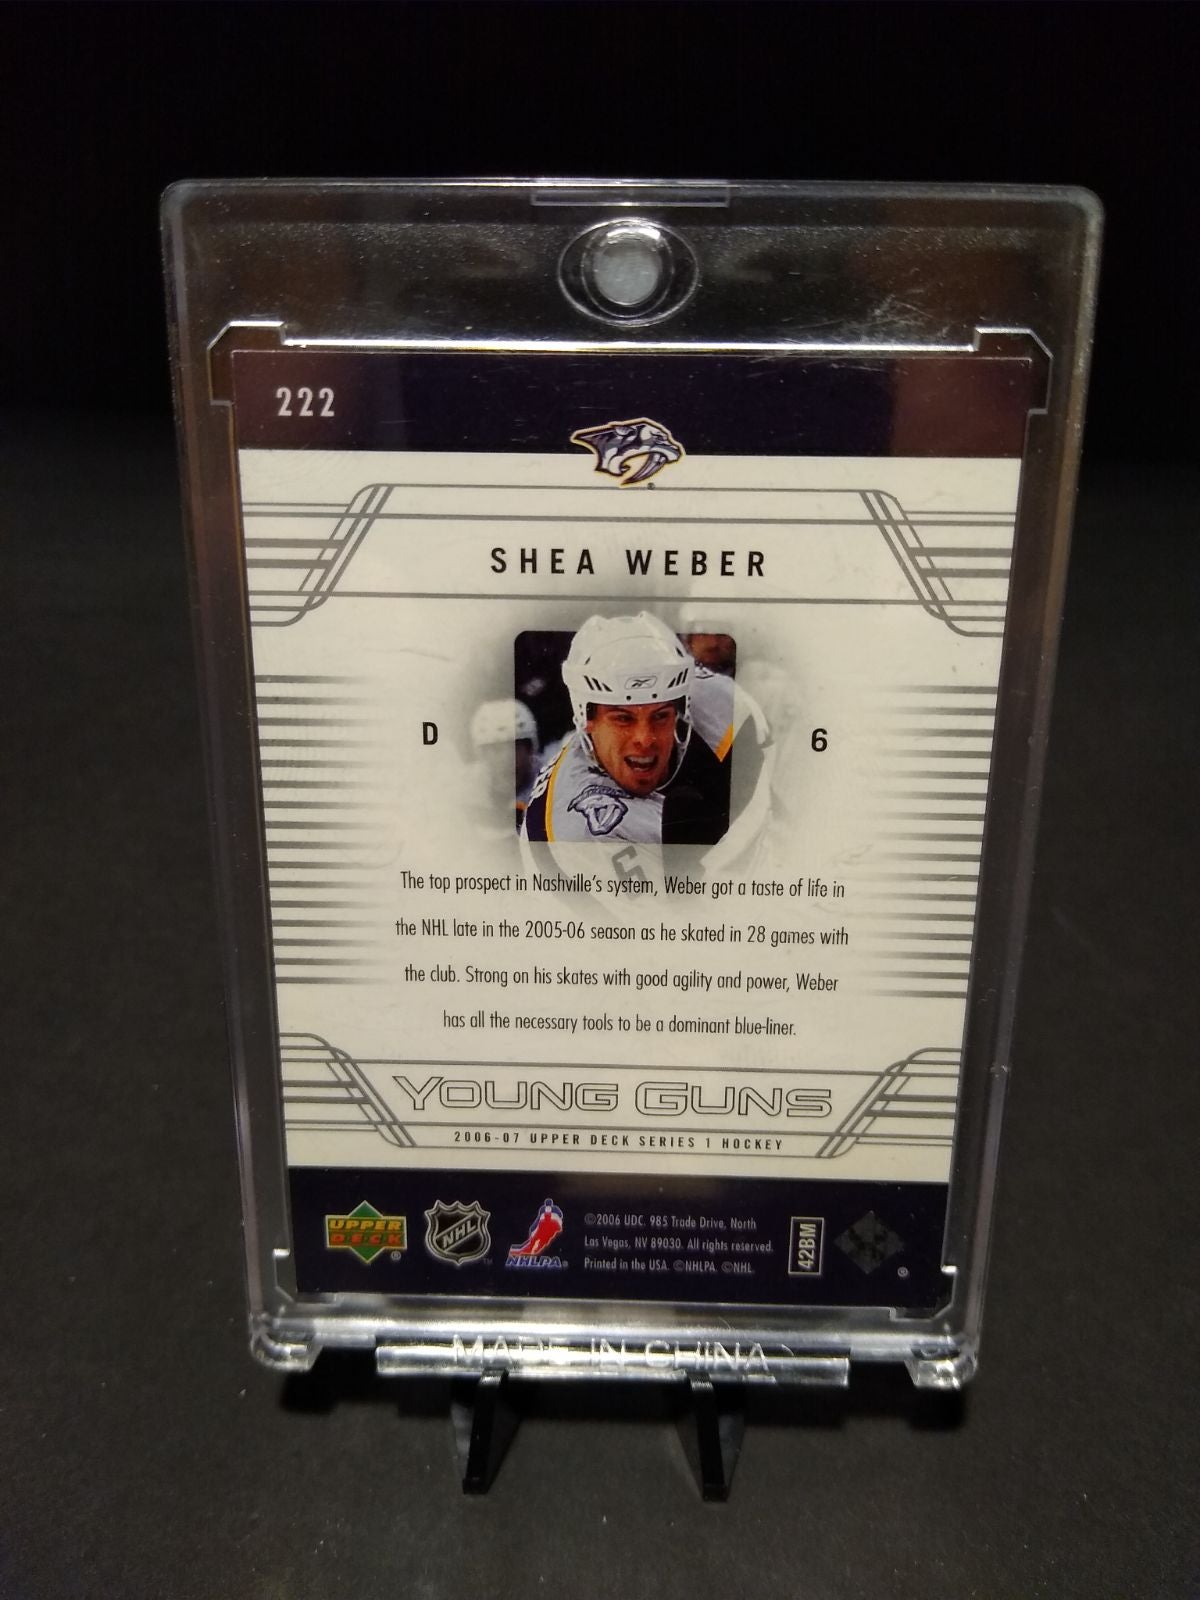 222
SHEA WEBER
D
6
The top prospect in Nashville's system, Weber got a taste of life in
the NHL late in the 2005-06 season as he skated in 28 games with
the club. Strong on his skates with good agility and power, Weber
has all the necessary tools to be a dominant blue-liner.
YOUNG GUNS
2006-07 UPPER DECK SERIES 1 HOCKEY
UPPER
DECK
®
NHL
™
NHLPA®
©2006 UDC. 985 Trade Drive, North
Las Vegas, NV 89030. All rights reserved.
Printed in the USA. ©NHLPA. ©NHL.
42BM
®
MADE IN CHINA